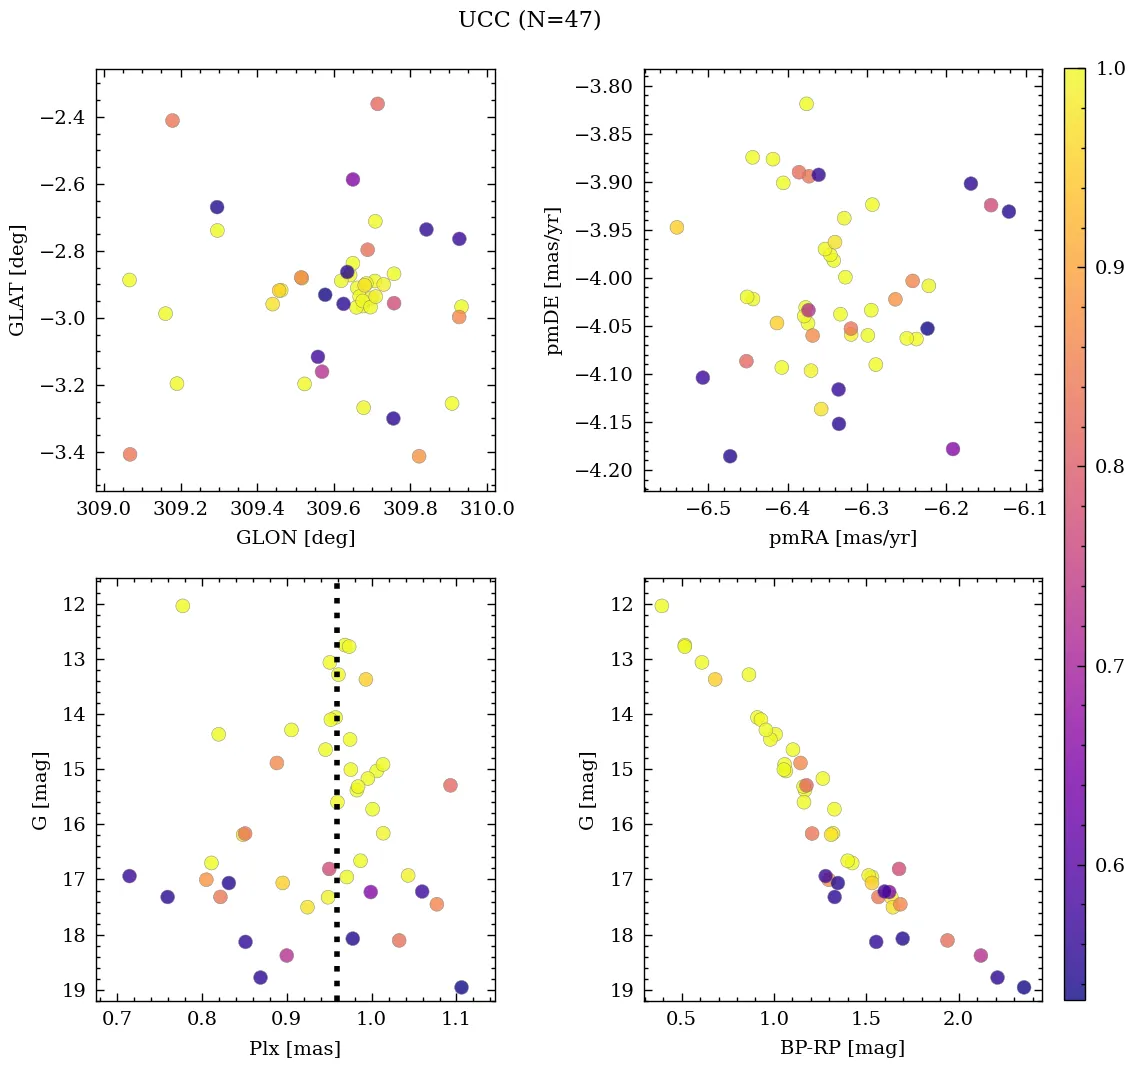 UCC (N=47)
−2.4
−2.6
−2.8
−3.0
−3.2
−3.4
GLAT [deg]
309.0 309.2 309.4 309.6 309.8 310.0
GLON [deg]
−3.80
−3.85
−3.90
−3.95
−4.00
−4.05
−4.10
−4.15
−4.20
pmDE [mas/yr]
−6.5 −6.4 −6.3 −6.2 −6.1
pmRA [mas/yr]
1.0
0.9
0.8
0.7
0.6
12
13
14
15
16
17
18
19
G [mag]
0.7 0.8 0.9 1.0 1.1
Plx [mas]
12
13
14
15
16
17
18
19
G [mag]
0.5 1.0 1.5 2.0
BP-RP [mag]